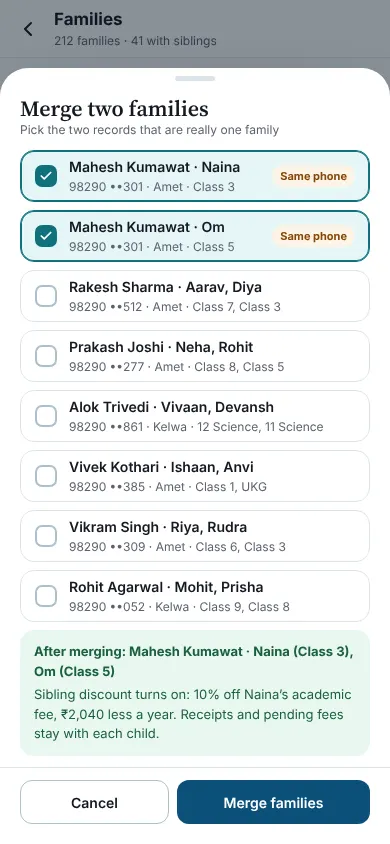 Families
212 families · 41 with siblings
Merge two families
Pick the two records that are really one family
Mahesh Kumawat · Naina
98290 ••301 · Amet · Class 3
Same phone
Mahesh Kumawat · Om
98290 ••301 · Amet · Class 5
Same phone
Rakesh Sharma · Aarav, Diya
98290 ••512 · Amet · Class 7, Class 3
Prakash Joshi · Neha, Rohit
98290 ••277 · Amet · Class 8, Class 5
Alok Trivedi · Vivaan, Devansh
98290 ••861 · Kelwa · 12 Science, 11 Science
Vivek Kothari · Ishaan, Anvi
98290 ••385 · Amet · Class 1, UKG
Vikram Singh · Riya, Rudra
98290 ••309 · Amet · Class 6, Class 3
Rohit Agarwal · Mohit, Prisha
98290 ••052 · Kelwa · Class 9, Class 8
After merging: Mahesh Kumawat · Naina (Class 3),
Om (Class 5)
Sibling discount turns on: 10% off Naina’s academic
fee, ₹2,040 less a year. Receipts and pending fees
stay with each child.
Cancel
Merge families